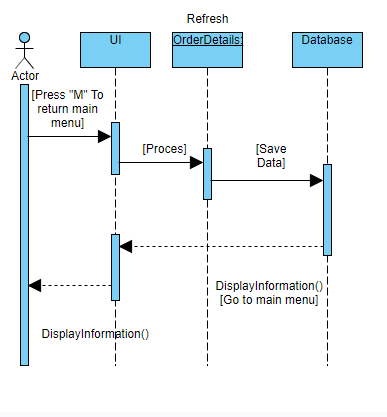 Refresh
UI
OrderDetails:
Database
Actor
[Press "M" To
return main
menu]
[Proces]
[Save
Data]
DisplayInformation()
[Go to main menu]
DisplayInformation()